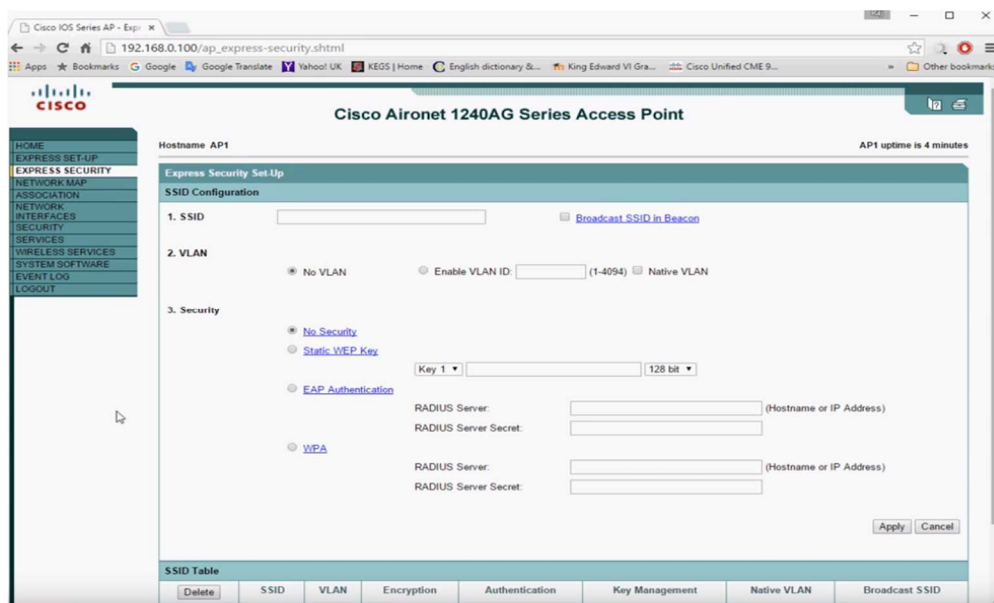 Cisco IOS Series AP - Expr
192.168.0.100/ap_express-security.shtml
Apps Bookmarks Google Google Translate Yahoo! UK KEGS | Home English dictionary &... King Edward VI Gra... Cisco Unified CME 9... » Other bookmarks
CISCO
Cisco Aironet 1240AG Series Access Point
HOME
EXPRESS SET-UP
EXPRESS SECURITY
NETWORK MAP
ASSOCIATION
NETWORK
INTERFACES
SECURITY
SERVICES
WIRELESS SERVICES
SYSTEM SOFTWARE
EVENT LOG
LOGOUT
Hostname AP1
AP1 uptime is 4 minutes
Express Security Set-Up
SSID Configuration
1. SSID
Broadcast SSID in Beacon
2. VLAN
No VLAN
Enable VLAN ID: (1-4094) Native VLAN
3. Security
No Security
Static WEP Key
Key 1 128 bit
EAP Authentication
RADIUS Server: (Hostname or IP Address)
RADIUS Server Secret:
WPA
RADIUS Server: (Hostname or IP Address)
RADIUS Server Secret:
Apply Cancel
SSID Table
Delete SSID VLAN Encryption Authentication Key Management Native VLAN Broadcast SSID